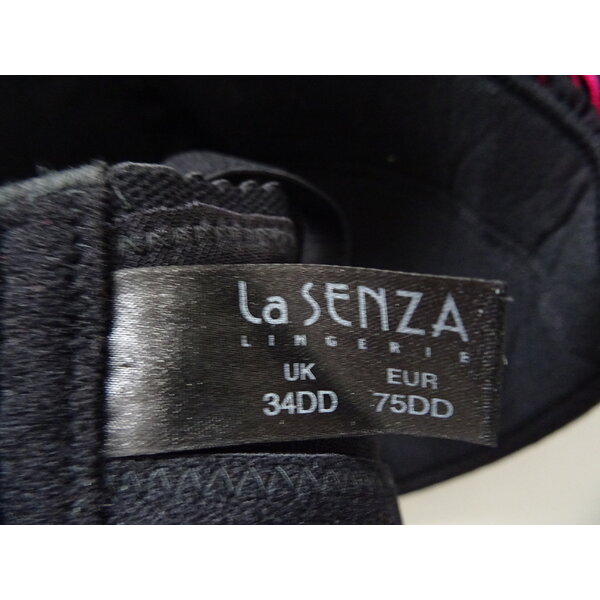 La SENZA
LINGERIE
UK EUR
34DD 75DD